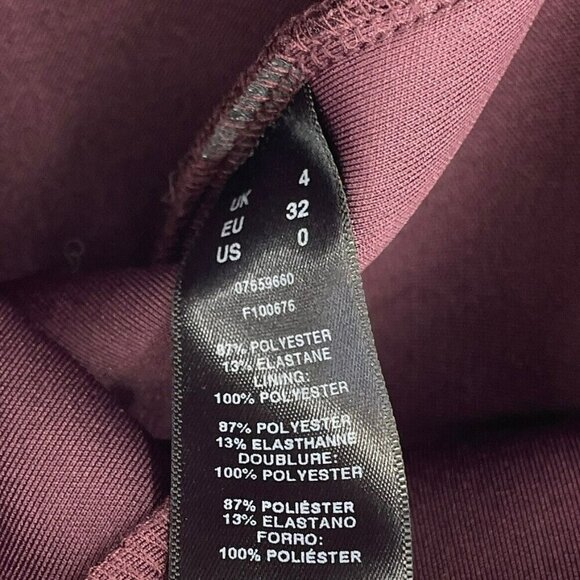 UK 4
EU 32
US 0
07659660
F100676
87% POLYESTER
13% ELASTANE
LINING:
100% POLYESTER
87% POLYESTER
13% ELASTHANNE
DOUBLURE:
100% POLYESTER
87% POLIÉSTER
13% ELASTANO
FORRO:
100% POLIÉSTER